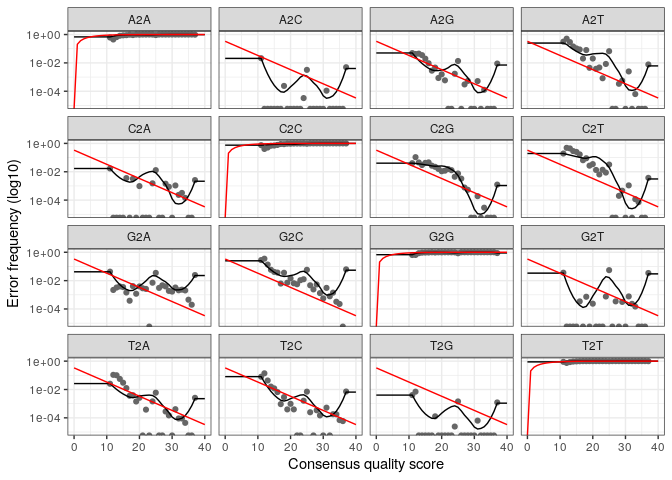 A2A A2C A2G A2T
1e+00
1e-02
1e-04
C2A C2C C2G C2T
1e+00
1e-02
1e-04
G2A G2C G2G G2T
1e+00
1e-02
1e-04
T2A T2C T2G T2T
1e+00
1e-02
1e-04
0 10 20 30 40 0 10 20 30 40 0 10 20 30 40 0 10 20 30 40
Consensus quality score
Error frequency (log10)